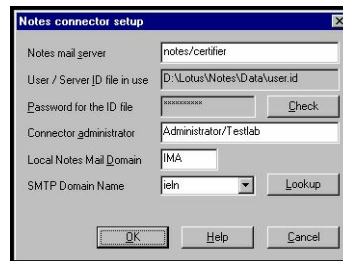 Notes connector setup
Notes mail server notes/certifier
User / Server ID file in use D:\Lotus\Notes\Data\user.id
Password for the ID file ********** Check
Connector administrator Administrator/Testlab
Local Notes Mail Domain IMA
SMTP Domain Name ieln Lookup
OK Help Cancel